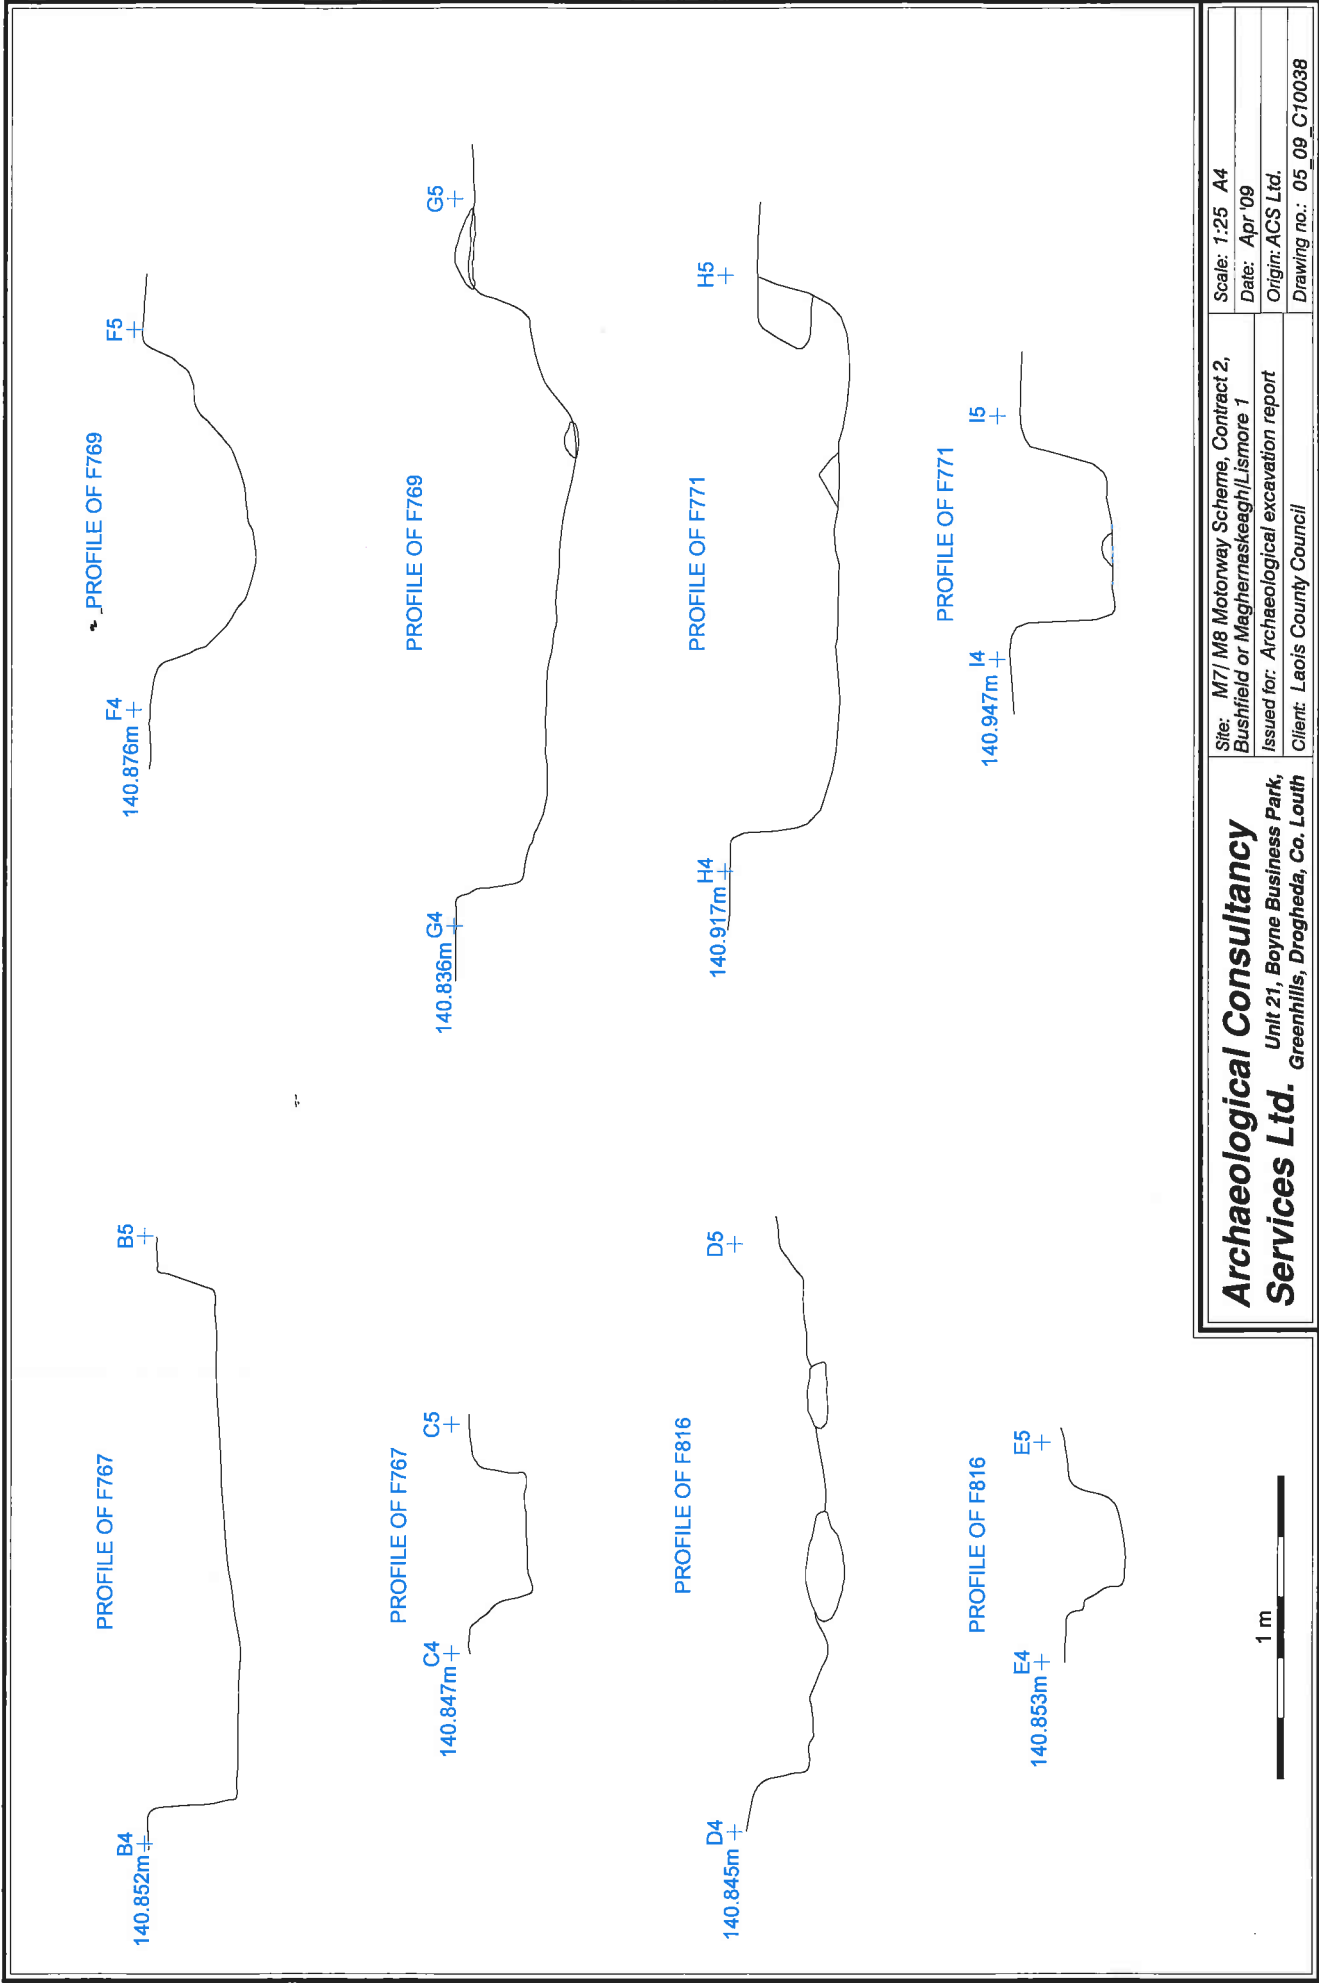 PROFILE OF F767
B4
B5
140.852m
PROFILE OF F767
C4
C5
140.847m
PROFILE OF F816
D4
D5
140.845m
PROFILE OF F816
E4
E5
140.853m
1 m
PROFILE OF F769
F4
F5
140.876m
PROFILE OF F769
G4
G5
140.836m
PROFILE OF F771
H4
H5
140.917m
PROFILE OF F771
I4
I5
140.947m
Archaeological Consultancy
Services Ltd.
Unit 21, Boyne Business Park,
Greenhills, Drogheda, Co. Louth
Site: M7/ M8 Motorway Scheme, Contract 2,
Bushfield or Maghernaskeagh/Lismore 1
Issued for: Archaeological excavation report
Client: Laois County Council
Scale: 1:25 A4
Date: Apr '09
Origin: ACS Ltd.
Drawing no.: 05_09_C10038